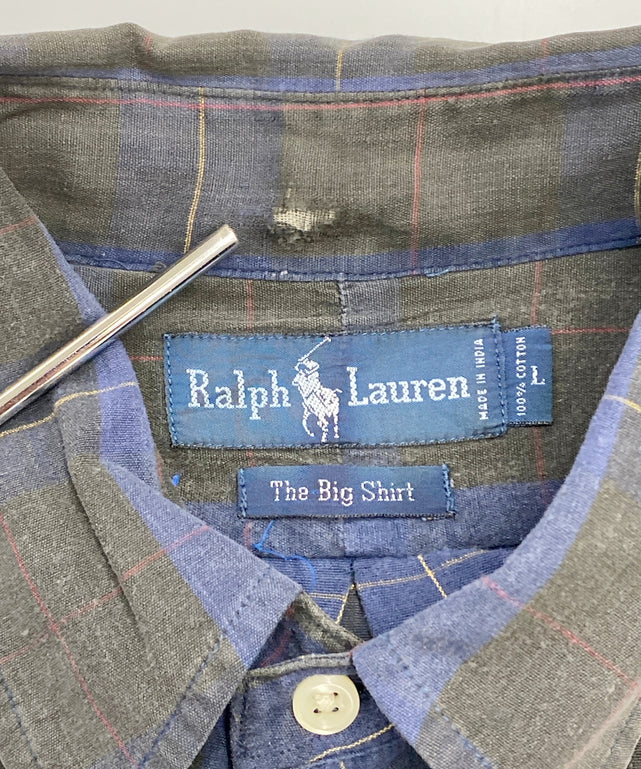 Ralph Lauren
MADE IN INDIA
100% COTTON
L
The Big Shirt